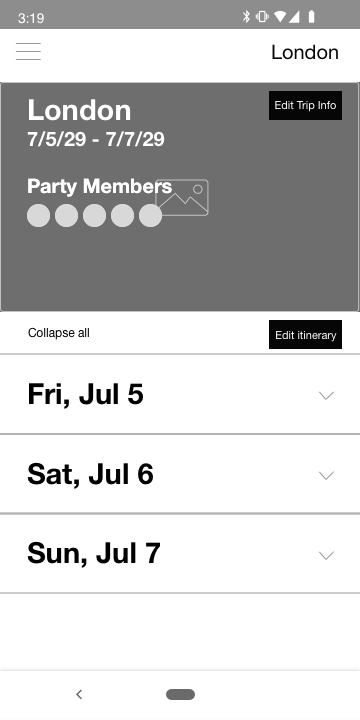 3:19
London
London
Edit Trip Info
7/5/29 - 7/7/29
Party Members
Collapse all
Edit itinerary
Fri, Jul 5
Sat, Jul 6
Sun, Jul 7